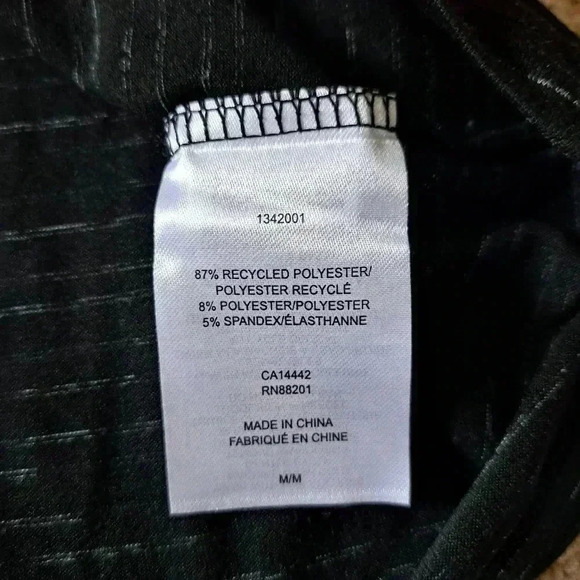 1342001
87% RECYCLED POLYESTER/
POLYESTER RECYCLÉ
8% POLYESTER/POLYESTER
5% SPANDEX/ÉLASTHANNE
CA14442
RN88201
MADE IN CHINA
FABRIQUÉ EN CHINE
M/M